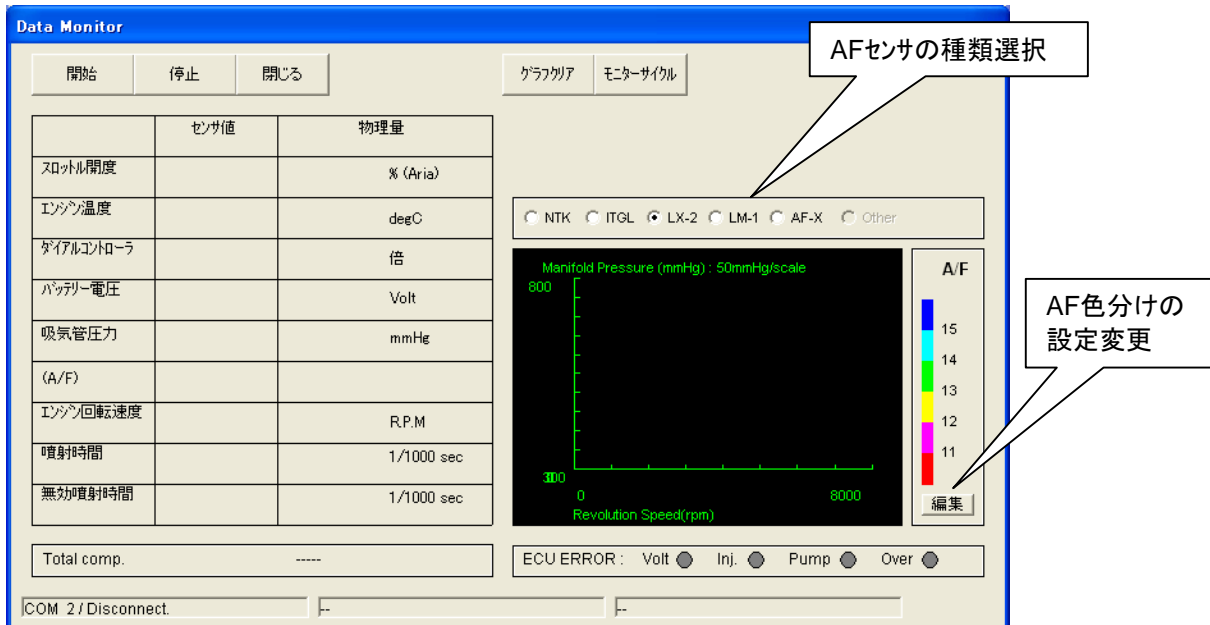 Data Monitor
AFセンサの種類選択
開始 停止 閉じる グラフクリア モニターサイクル
センサ値 物理量
スロットル開度 % (Aria)
エンジン温度 degC
NTK ITGL LX-2 LM-1 AF-X Other
ダイアルコントローラ 倍
バッテリー電圧 Volt
吸気管圧力 mmHg
(A/F)
エンジン回転速度 R.P.M
噴射時間 1/1000 sec
無効噴射時間 1/1000 sec
Manifold Pressure (mmHg) : 50mmHg/scale
800
0 8000
Revolution Speed(rpm)
A/F
15
14
13
12
11
編集
AF色分けの
設定変更
Total comp. -----
ECU ERROR : Volt Inj. Pump Over
COM 2 / Disconnect. -- --